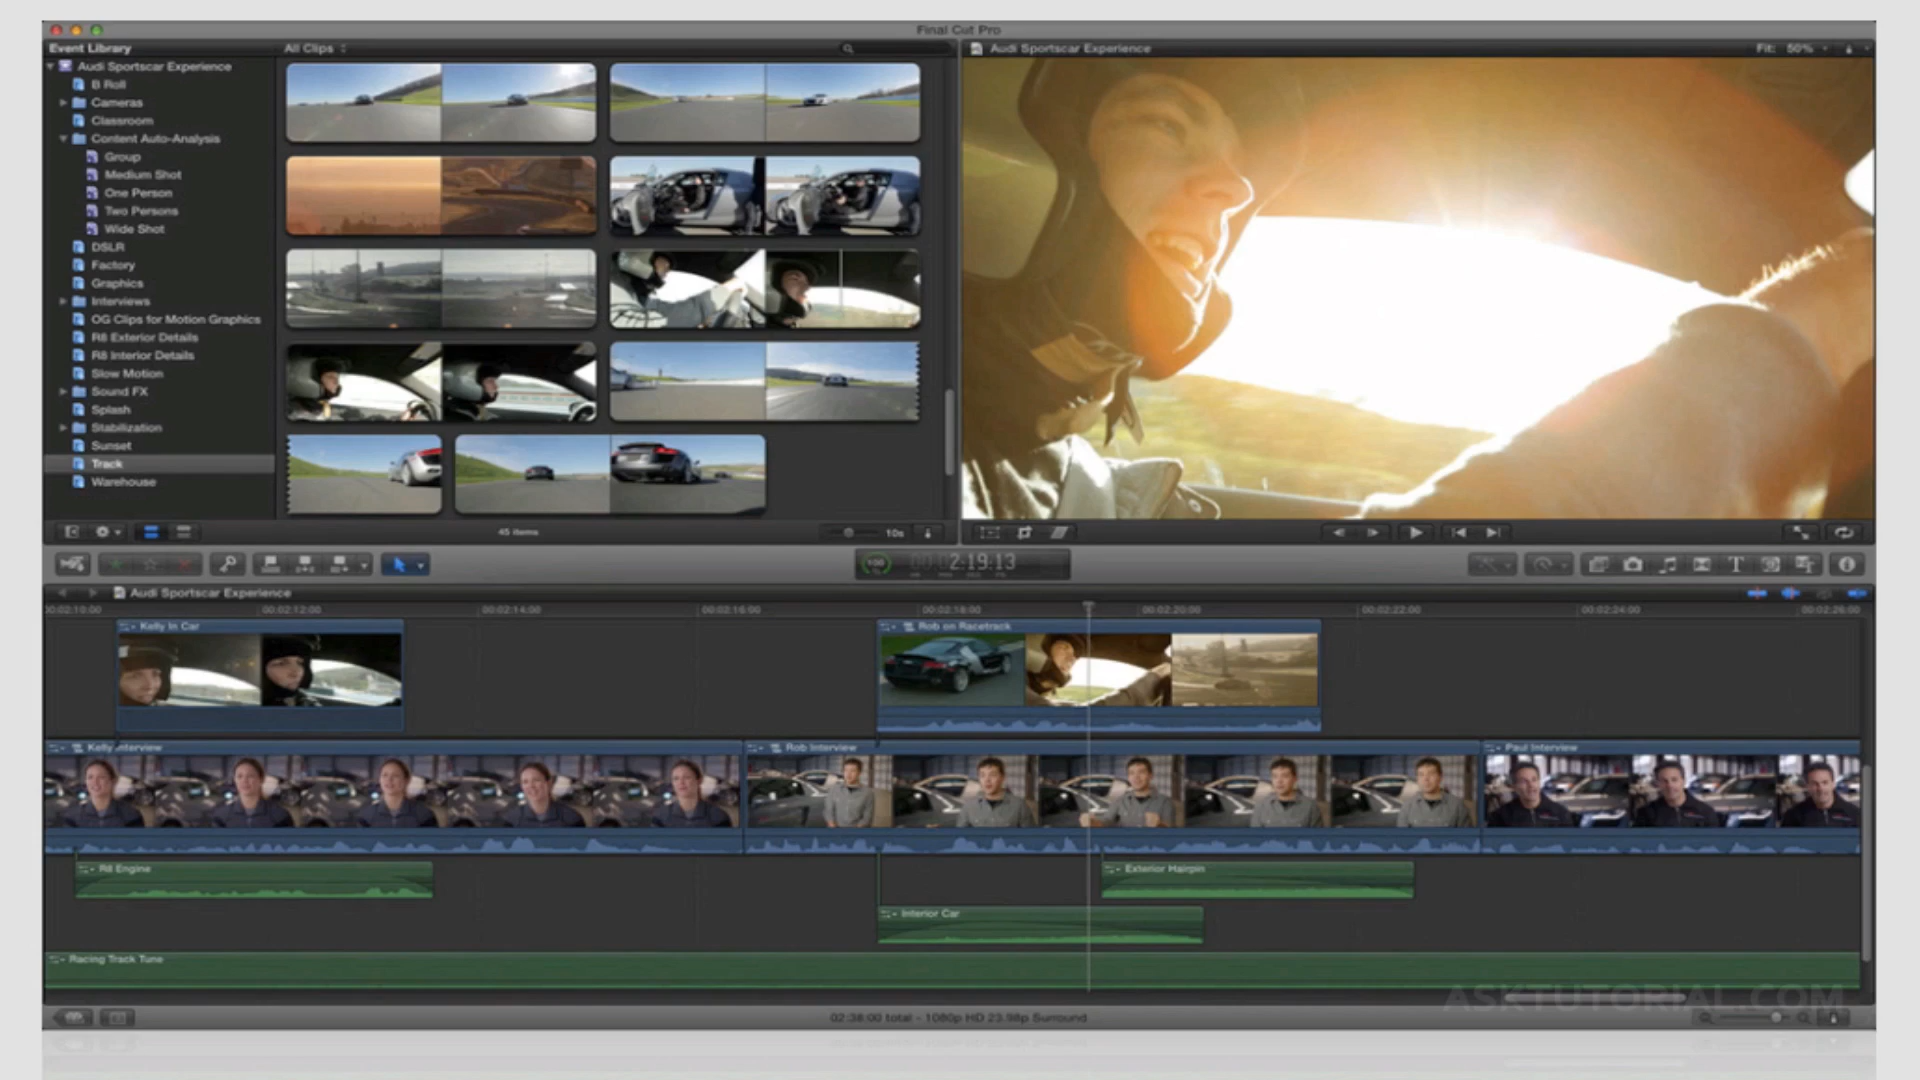 Final Cut Pro
Event Library
All Clips
Audi Sportscar Experience
B Roll
Cameras
Classroom
Content Auto-Analysis
Group
Medium Shot
One Person
Two Persons
Wide Shot
DSLR
Factory
Graphics
Interviews
OG Clips for Motion Graphics
R8 Exterior Details
R8 Interior Details
Slow Motion
Sound FX
Splash
Stabilization
Sunset
Track
Warehouse
45 items
10s
Audi Sportscar Experience
Fit: 50%
100
2:19:13
Audi Sportscar Experience
00:02:10:00 00:02:12:00 00:02:14:00 00:02:16:00 00:02:18:00 00:02:20:00 00:02:22:00 00:02:24:00 00:02:26:00
Kelly In Car
Rob on Racetrack
Kelly Interview
Rob Interview
Paul Interview
R8 Engine
Exterior Hairpin
Interior Car
Racing Track Tune
ASKTUTORIAL.COM
02:38:00 total - 1080p HD 23.98p Surround